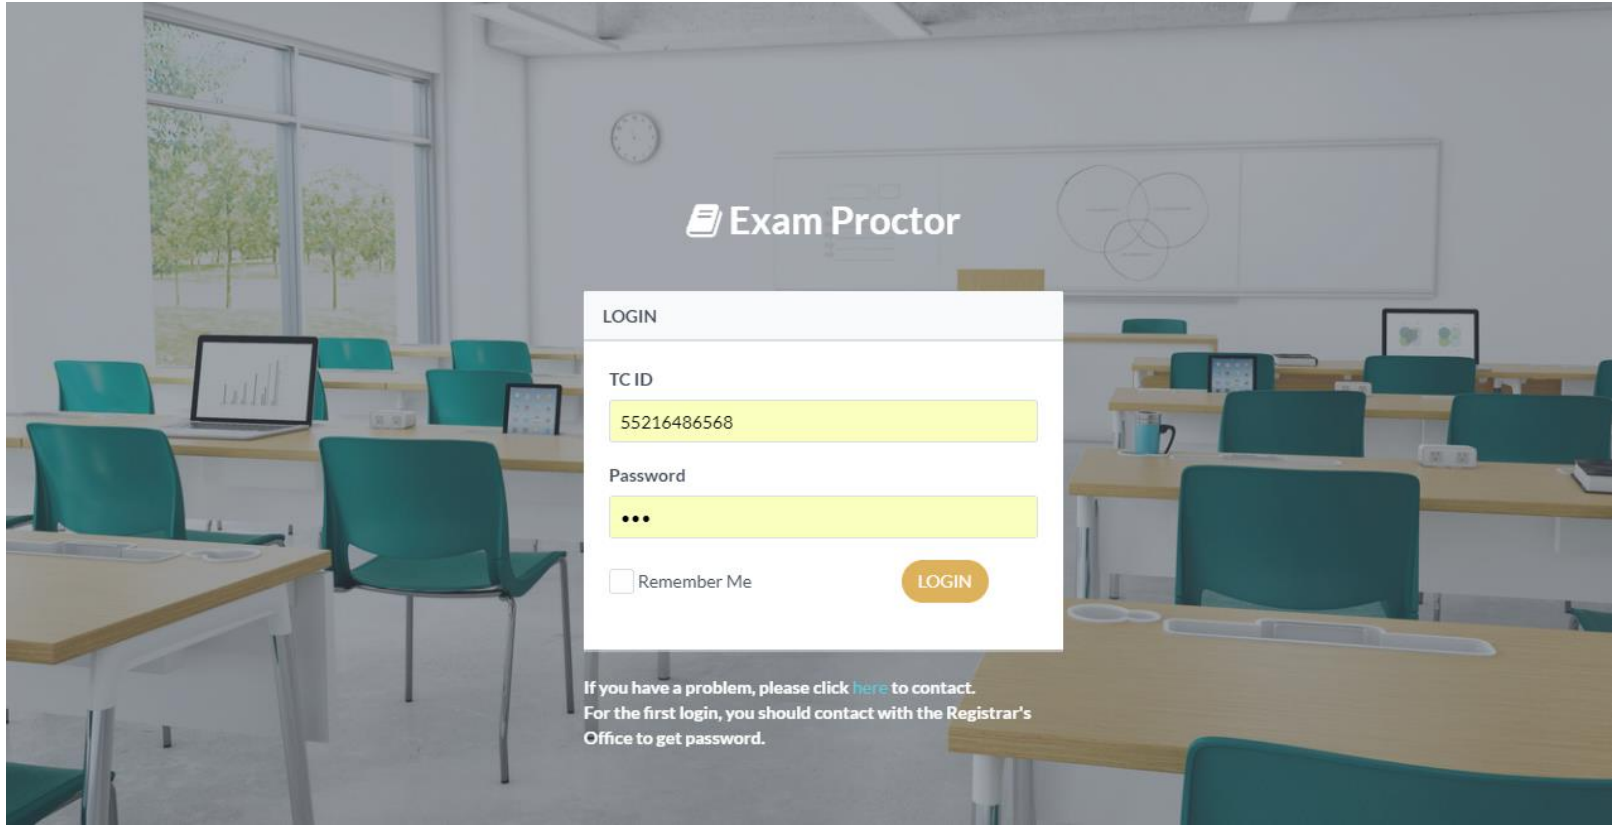 Exam Proctor
LOGIN
TC ID
55216486568
Password
•••
Remember Me
LOGIN
If you have a problem, please click here to contact.
For the first login, you should contact with the Registrar's
Office to get password.